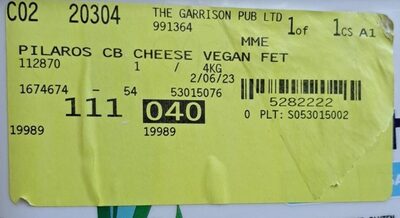 C02 20304 THE GARRISON PUB LTD 1of 1CS A1
991364
MME
PILAROS CB CHEESE VEGAN FET
112870 1 / 4KG
2/06/23
1674674 - 54 53015076
5282222
111 040 0 PLT: S053015002
19989 19989